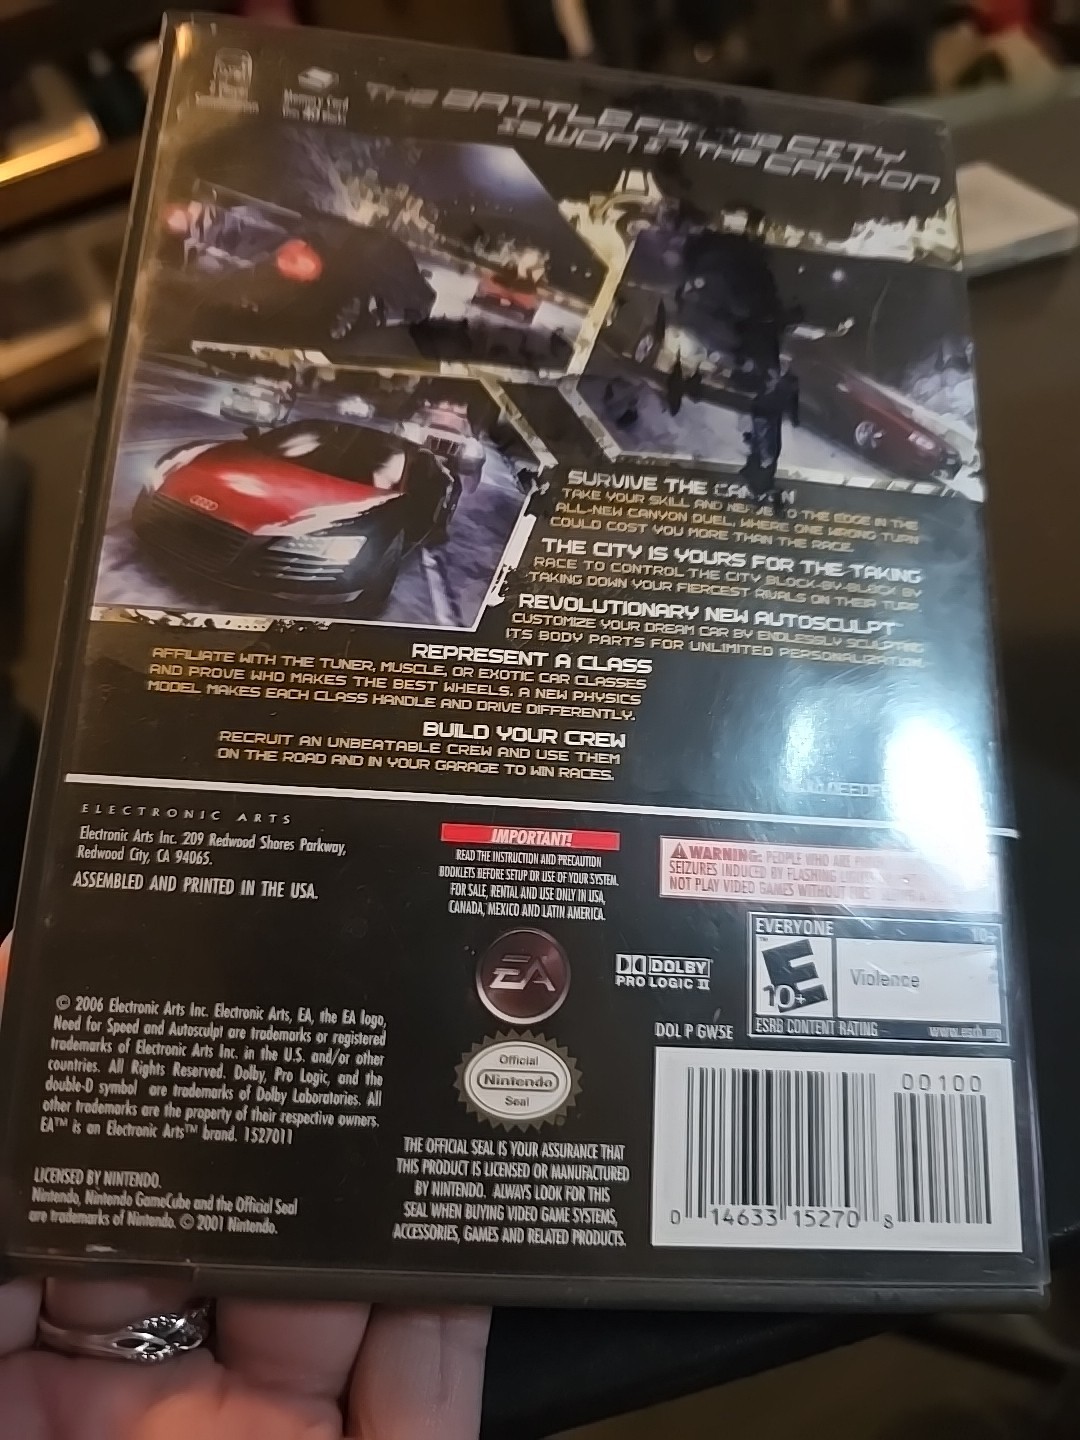 Memory Card
THE BATTLE FOR THE CITY
IS WON IN THE CANYON
SURVIVE THE CANYON
TAKE YOUR SKILL AND NERVE TO THE EDGE IN THE
ALL-NEW CANYON DUEL, WHERE ONE WRONG TURN
COULD COST YOU MORE THAN THE RACE.
THE CITY IS YOURS FOR THE TAKING
RACE TO CONTROL THE CITY BLOCK-BY-BLOCK BY
TAKING DOWN YOUR FIERCEST RIVALS ON THEIR TURF.
REVOLUTIONARY NEW AUTOSCULPT™
CUSTOMIZE YOUR DREAM CAR BY ENDLESSLY SCULPTING
ITS BODY PARTS FOR UNLIMITED PERSONALIZATION.
REPRESENT A CLASS
AFFILIATE WITH THE TUNER, MUSCLE, OR EXOTIC CAR CLASSES
AND PROVE WHO MAKES THE BEST WHEELS. A NEW PHYSICS
MODEL MAKES EACH CLASS HANDLE AND DRIVE DIFFERENTLY.
BUILD YOUR CREW
RECRUIT AN UNBEATABLE CREW AND USE THEM
ON THE ROAD AND IN YOUR GARAGE TO WIN RACES.
ELECTRONIC ARTS
Electronic Arts Inc. 209 Redwood Shores Parkway,
Redwood City, CA 94065.
ASSEMBLED AND PRINTED IN THE USA.
IMPORTANT!
READ THE INSTRUCTION AND PRECAUTION
BOOKLETS BEFORE SETUP OR USE OF YOUR SYSTEM.
FOR SALE, RENTAL AND USE ONLY IN USA,
CANADA, MEXICO AND LATIN AMERICA.
WARNING: PEOPLE WHO ARE
SEIZURES INDUCED BY FLASHING
NOT PLAY VIDEO GAMES WITHOUT
EVERYONE 10+
E
10+
Violence
ESRB CONTENT RATING www.esrb.org
EA
DOLBY
PRO LOGIC II
DOL P GW5E
© 2006 Electronic Arts Inc. Electronic Arts, EA, the EA logo,
Need for Speed and Autosculpt are trademarks or registered
trademarks of Electronic Arts Inc. in the U.S. and/or other
countries. All Rights Reserved. Dolby, Pro Logic, and the
double-D symbol are trademarks of Dolby Laboratories. All
other trademarks are the property of their respective owners.
EA™ is an Electronic Arts™ brand. 1527011
LICENSED BY NINTENDO.
Nintendo, Nintendo GameCube and the Official Seal
are trademarks of Nintendo. © 2001 Nintendo.
Official
Nintendo
Seal
THE OFFICIAL SEAL IS YOUR ASSURANCE THAT
THIS PRODUCT IS LICENSED OR MANUFACTURED
BY NINTENDO. ALWAYS LOOK FOR THIS
SEAL WHEN BUYING VIDEO GAME SYSTEMS,
ACCESSORIES, GAMES AND RELATED PRODUCTS.
00100
0 14633 15270 8